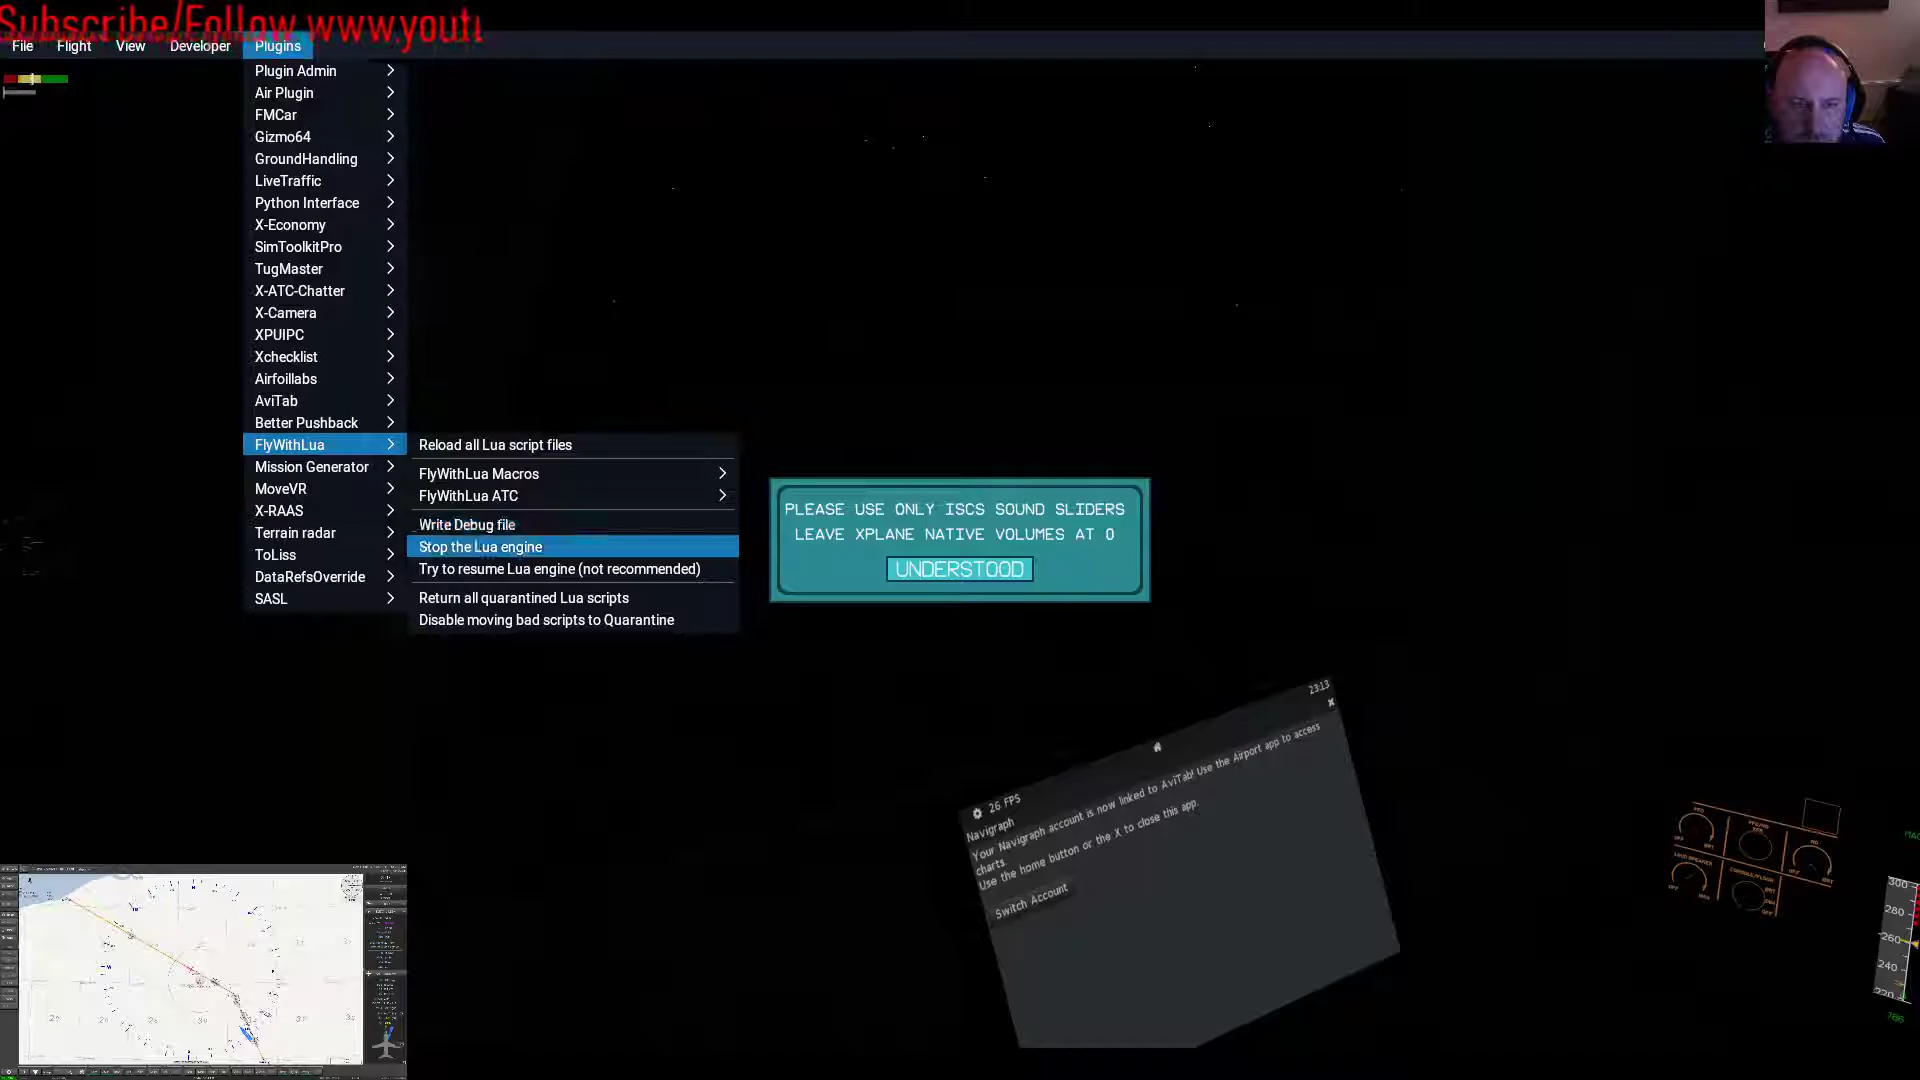 Subscribe/Follow www.yout
File Flight View Developer Plugins
Plugin Admin
Air Plugin
FMCar
Gizmo64
GroundHandling
LiveTraffic
Python Interface
X-Economy
SimToolkitPro
TugMaster
X-ATC-Chatter
X-Camera
XPUIPC
Xchecklist
Airfoillabs
AviTab
Better Pushback
FlyWithLua
Mission Generator
MoveVR
X-RAAS
Terrain radar
ToLiss
DataRefsOverride
SASL
Reload all Lua script files
FlyWithLua Macros
FlyWithLua ATC
Write Debug file
Stop the Lua engine
Try to resume Lua engine (not recommended)
Return all quarantined Lua scripts
Disable moving bad scripts to Quarantine
PLEASE USE ONLY ISCS SOUND SLIDERS
LEAVE XPLANE NATIVE VOLUMES AT 0
UNDERSTOOD
23:13
26 FPS
Navigraph
Your Navigraph account is now linked to AviTab! Use the Airport app to access
charts.
Use the home button or the X to close this app.
Switch Account
LOUD SPEAKER
CONSOLE/FLOOR
300
280
260
240
220